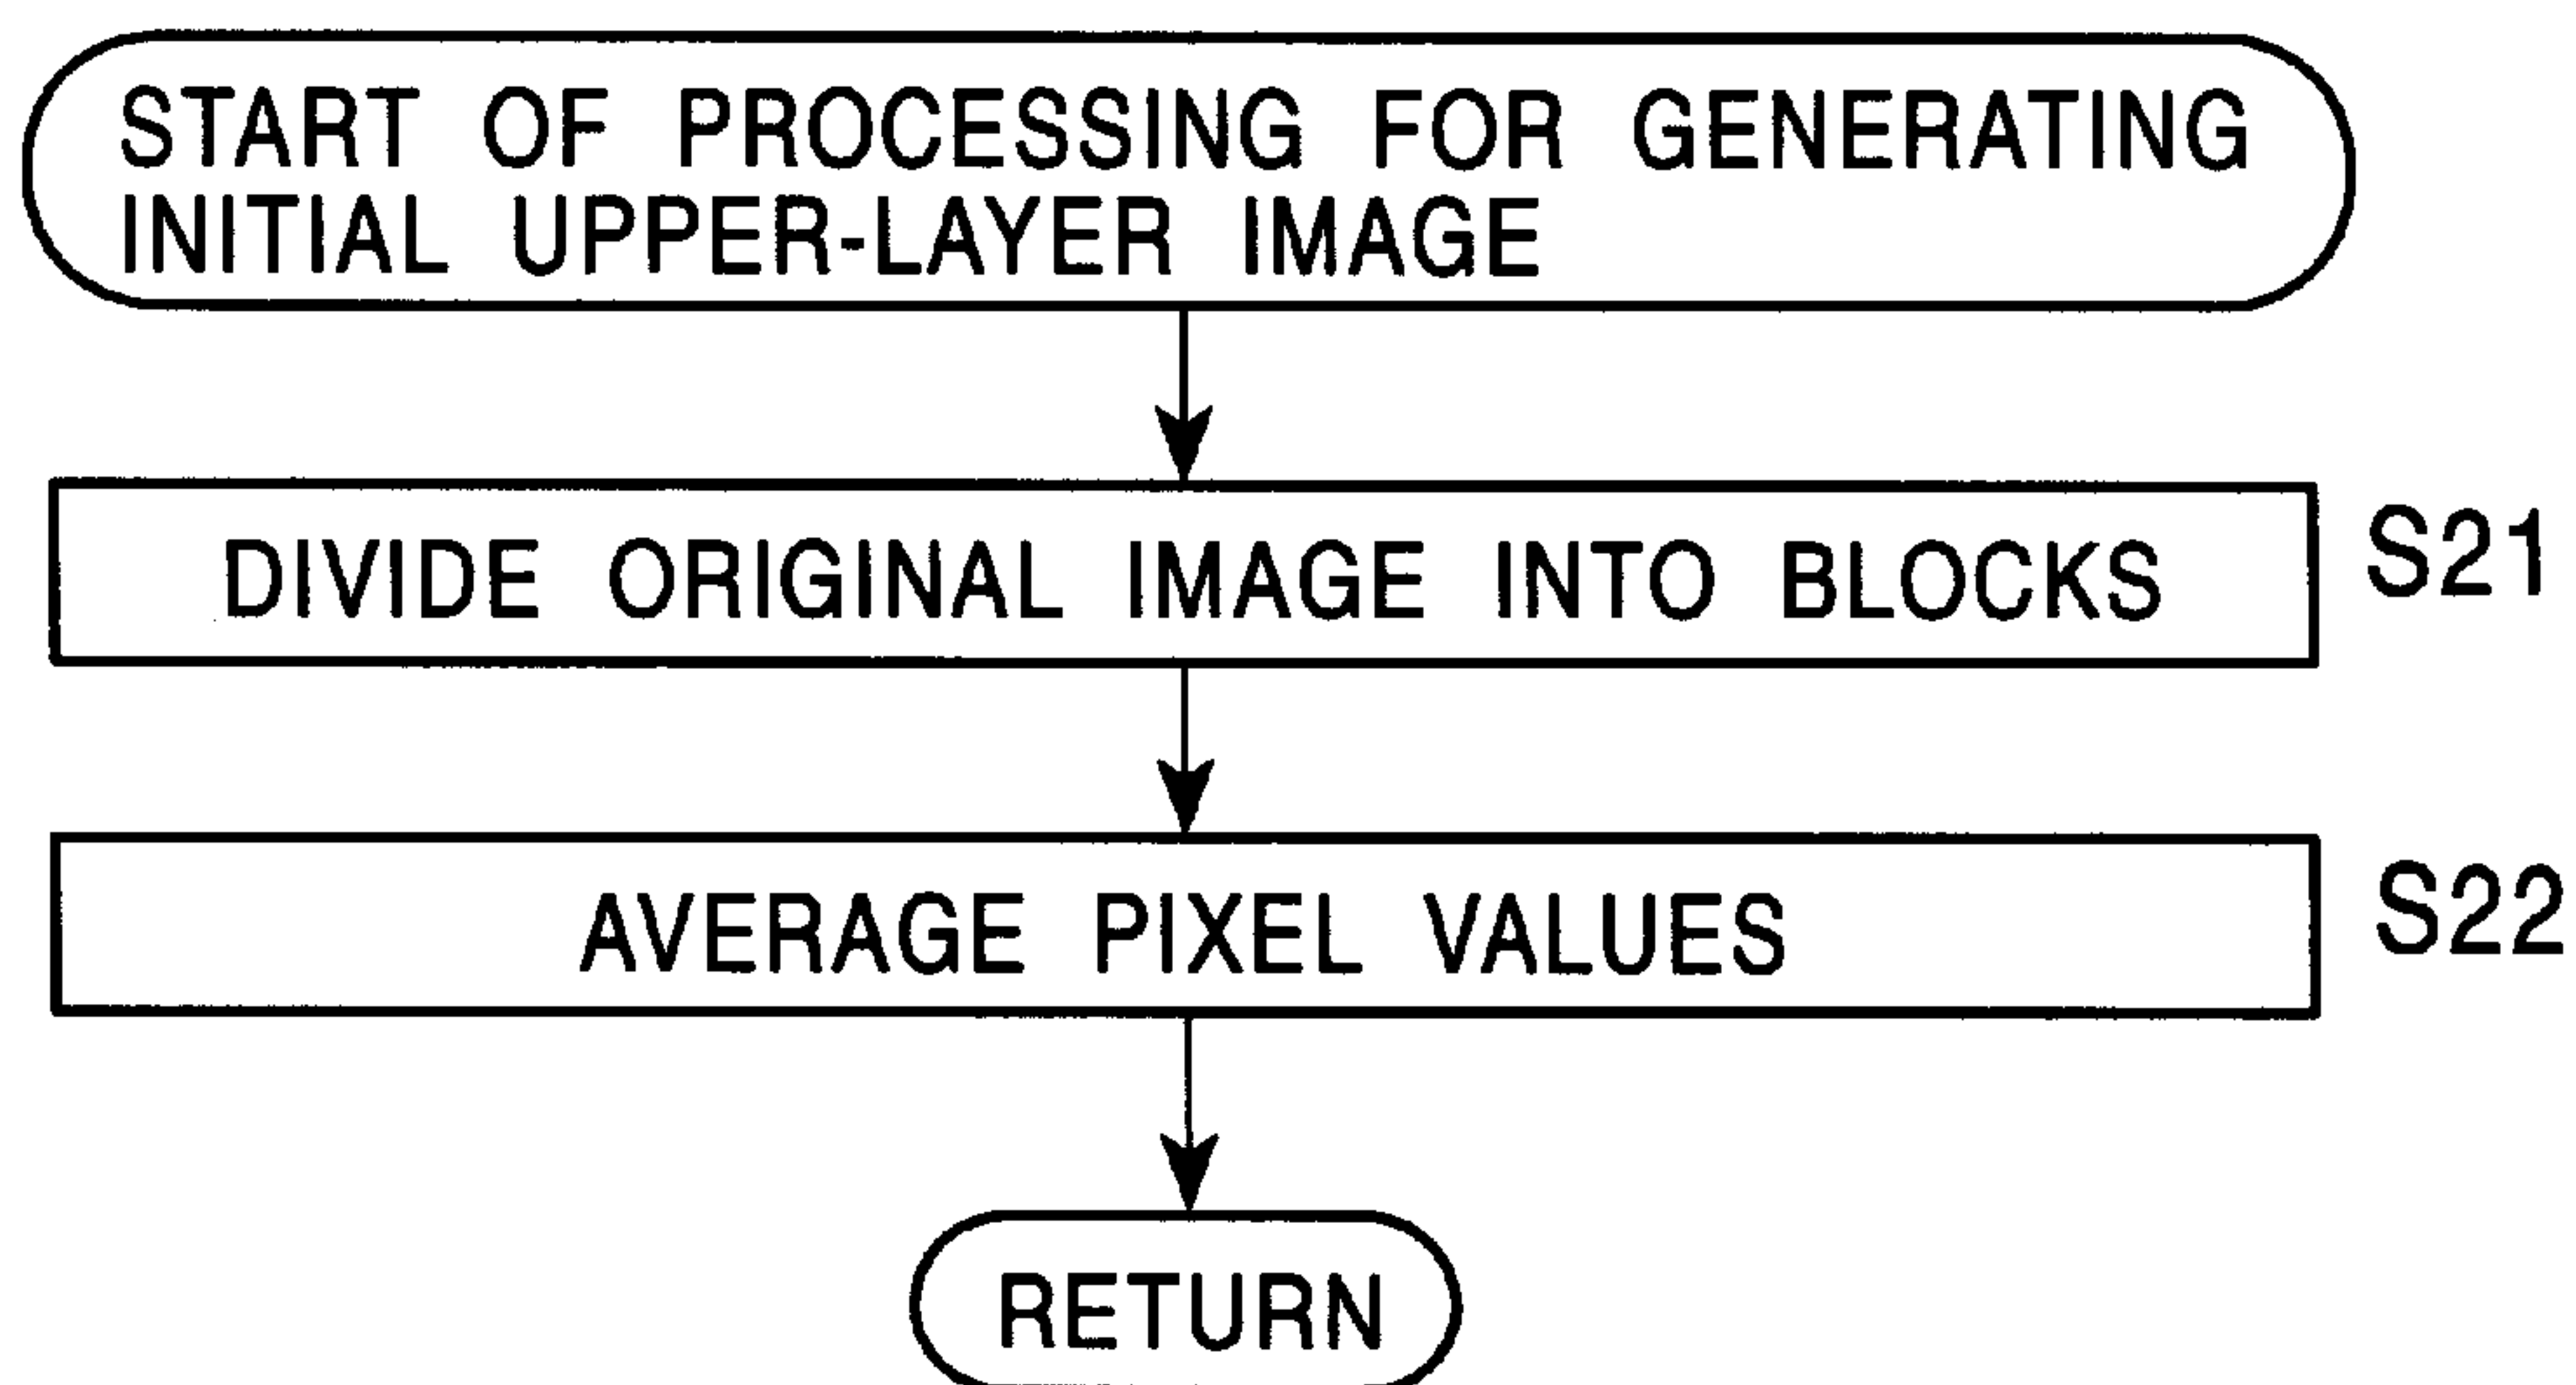 START OF PROCESSING FOR GENERATING
INITIAL UPPER-LAYER IMAGE
DIVIDE ORIGINAL IMAGE INTO BLOCKS
S21
AVERAGE PIXEL VALUES
S22
RETURN